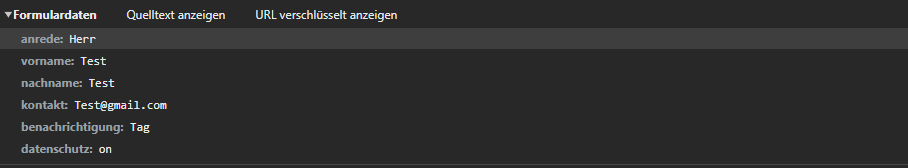 Formulardaten Quelltext anzeigen URL verschlüsselt anzeigen
anrede: Herr
vorname: Test
nachname: Test
kontakt: Test@gmail.com
benachrichtigung: Tag
datenschutz: on